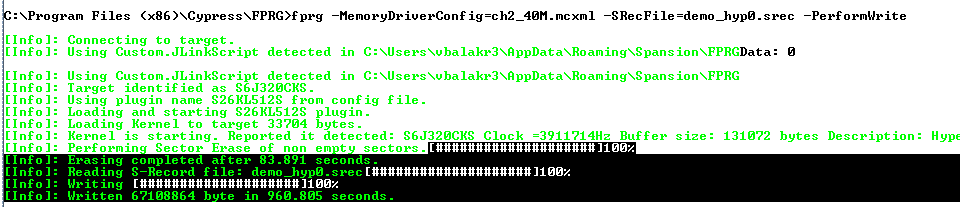 C:\Program Files (x86)\Cypress\FPRG>fprg -MemoryDriverConfig=ch2_40M.mcxml -SRecFile=demo_hyp0.srec -PerformWrite
[Info]: Connecting to target.
[Info]: Using Custom.JLinkScript detected in C:\Users\vbalakr3\AppData\Roaming\Spansion\FPRGData: 0
[Info]: Using Custom.JLinkScript detected in C:\Users\vbalakr3\AppData\Roaming\Spansion\FPRG
[Info]: Target identified as S6J320CKS.
[Info]: Using plugin name S26KL512S from config file.
[Info]: Loading and starting S26KL512S plugin.
[Info]: Loading Kernel to target 33704 bytes.
[Info]: Kernel is starting. Reported it detected: S6J320CKS Clock =3911714Hz Buffer size: 131072 bytes Description: Hype
[Info]: Performing Sector Erase of non empty sectors.[####################]100%
[Info]: Erasing completed after 83.891 seconds.
[Info]: Reading S-Record file: demo_hyp0.srec[####################]100%
[Info]: Writing [####################]100%
[Info]: Written 67108864 byte in 960.805 seconds.